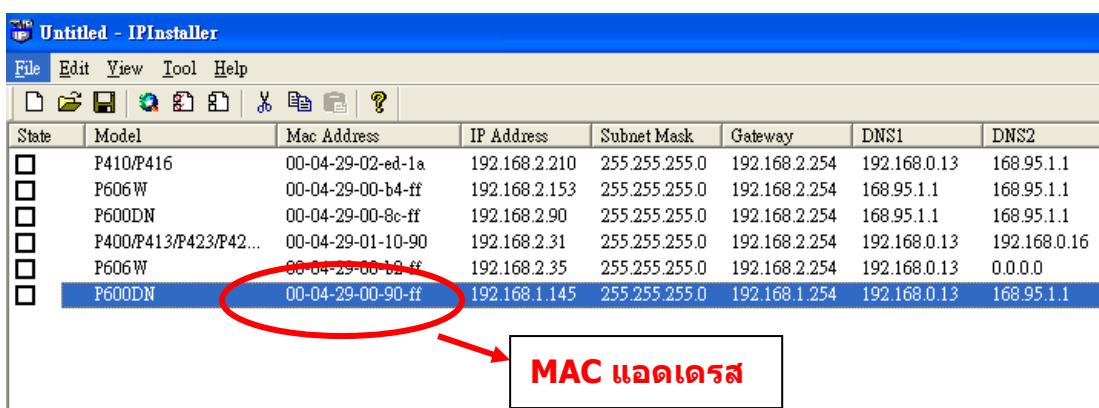 Untitled - IPInstaller
File Edit View Tool Help
State Model Mac Address IP Address Subnet Mask Gateway DNS1 DNS2
P410/P416 00-04-29-02-ed-1a 192.168.2.210 255.255.255.0 192.168.2.254 192.168.0.13 168.95.1.1
P606W 00-04-29-00-b4-ff 192.168.2.153 255.255.255.0 192.168.2.254 168.95.1.1 168.95.1.1
P600DN 00-04-29-00-8c-ff 192.168.2.90 255.255.255.0 192.168.2.254 168.95.1.1 168.95.1.1
P400/P413/P423/P42... 00-04-29-01-10-90 192.168.2.31 255.255.255.0 192.168.2.254 192.168.0.13 192.168.0.16
P606W 00-04-29-00-b2-ff 192.168.2.35 255.255.255.0 192.168.2.254 192.168.0.13 0.0.0.0
P600DN 00-04-29-00-90-ff 192.168.1.145 255.255.255.0 192.168.1.254 192.168.0.13 168.95.1.1
MAC แอดเดรส